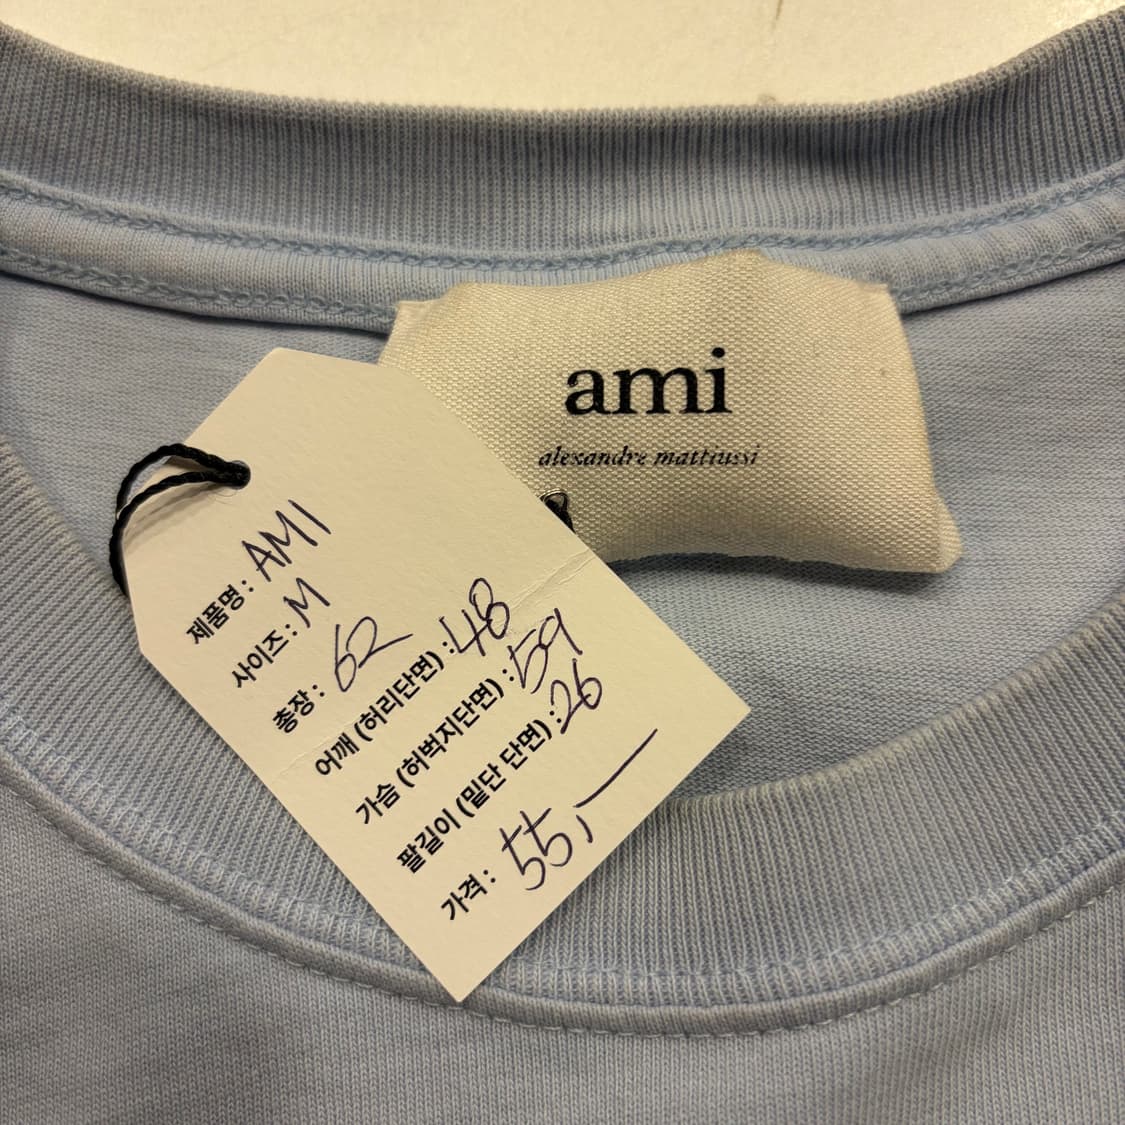 ami
alexandre mattiussi
제품명 : AMI
사이즈 : M
총장 : 62
어깨 (허리단면) : 48
가슴 (허벅지단면) : 59
팔길이 (밑단 단면) : 26
가격 : 55,—